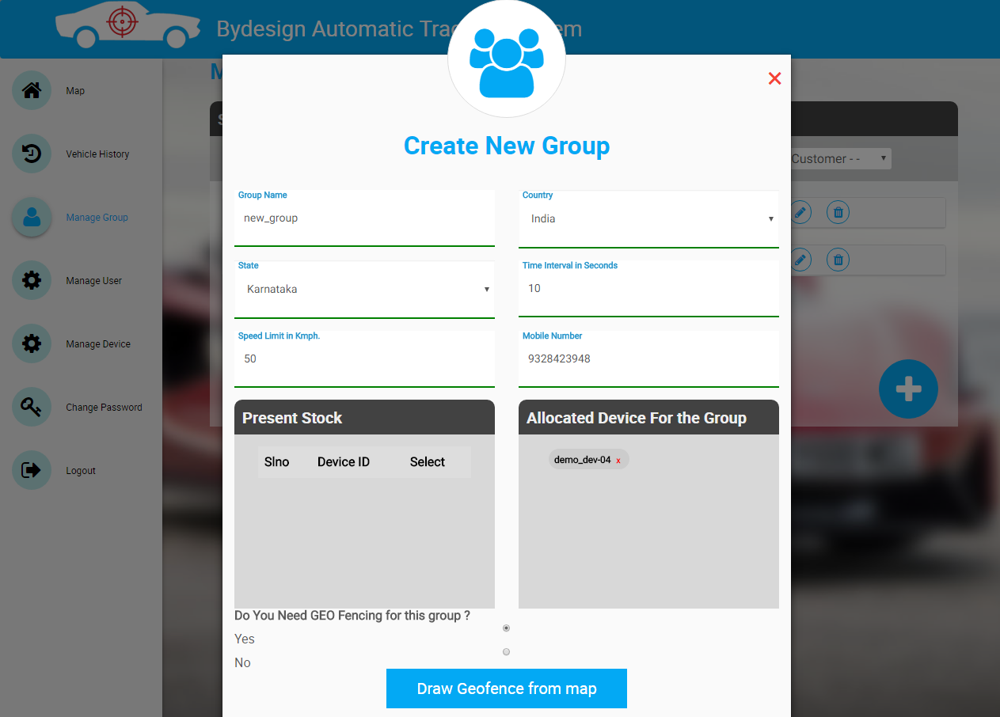 Bydesign Automatic Trac em
M
Map
Vehicle History
Manage Group
Manage User
Manage Device
Change Password
Logout
S
Customer - -
Create New Group
Group Name
new_group
Country
India
State
Karnataka
Time Interval in Seconds
10
Speed Limit in Kmph.
50
Mobile Number
9328423948
Present Stock
Slno Device ID Select
Allocated Device For the Group
demo_dev-04 x
Do You Need GEO Fencing for this group ?
Yes
No
Draw Geofence from map